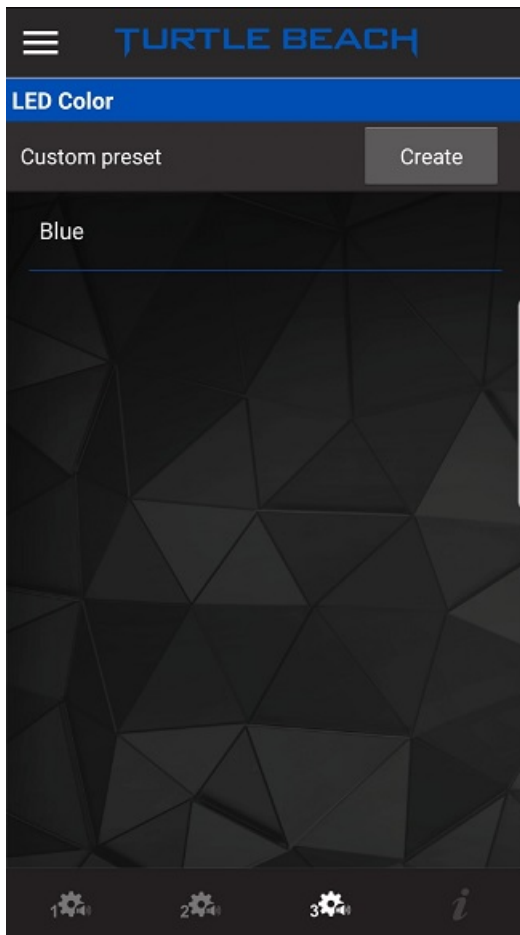 TURTLE BEACH
LED Color
Custom preset Create
Blue
1 2 3 i